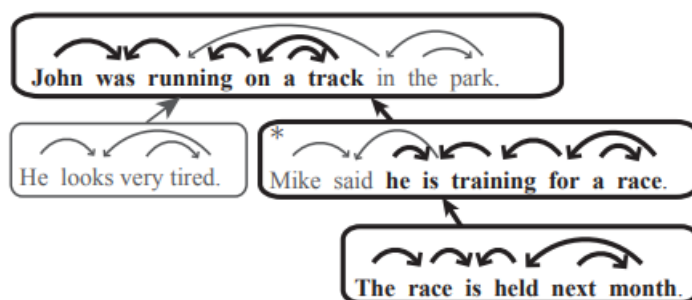 John was running on a track in the park.
*
He looks very tired.
Mike said he is training for a race.
The race is held next month.